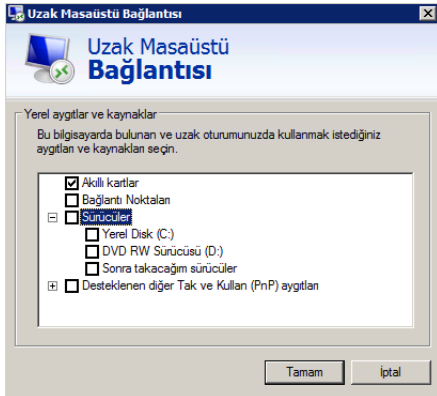 Uzak Masaüstü Bağlantısı
Uzak Masaüstü
Bağlantısı
Yerel aygıtlar ve kaynaklar
Bu bilgisayarda bulunan ve uzak oturumunuzda kullanmak istediğiniz
aygıtları ve kaynakları seçin.
Akıllı kartlar
Bağlantı Noktaları
Sürücüler
Yerel Disk (C:)
DVD RW Sürücüsü (D:)
Sonra takacağım sürücüler
Desteklenen diğer Tak ve Kullan (PnP) aygıtları
Tamam İptal